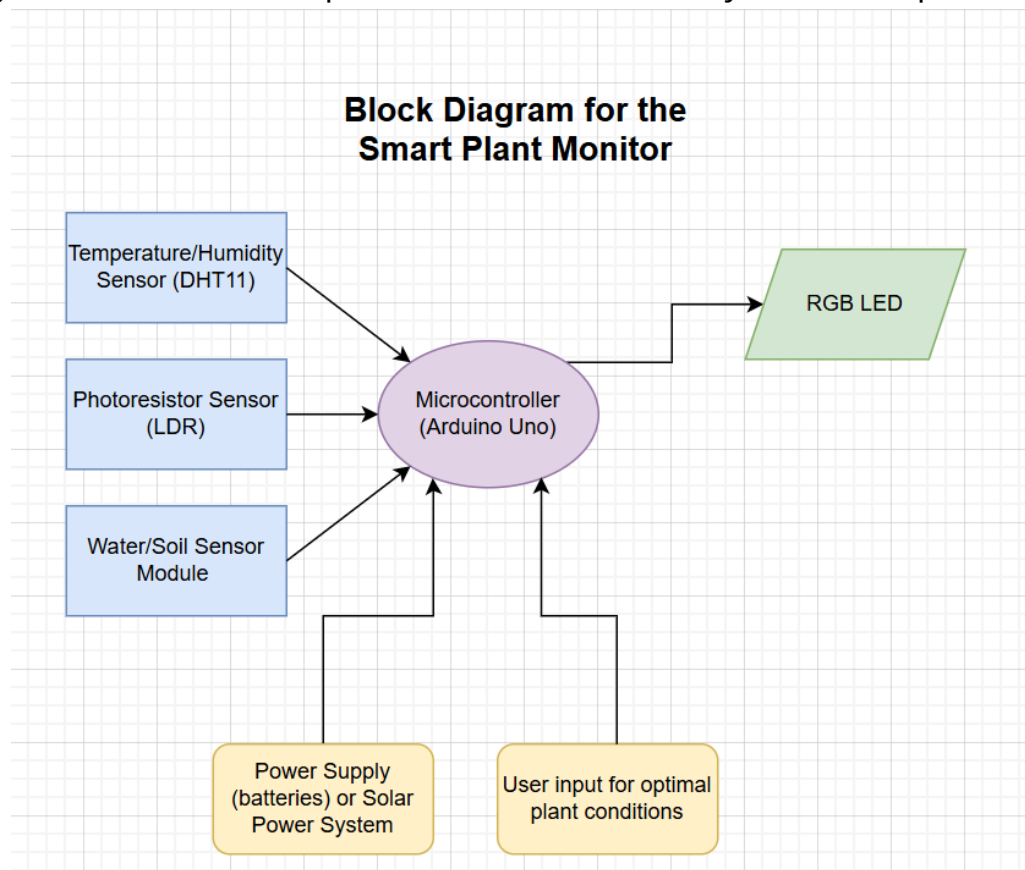 Block Diagram for the
Smart Plant Monitor
Temperature/Humidity
Sensor (DHT11)
RGB LED
Photoresistor Sensor
(LDR)
Microcontroller
(Arduino Uno)
Water/Soil Sensor
Module
Power Supply
(batteries) or Solar
Power System
User input for optimal
plant conditions